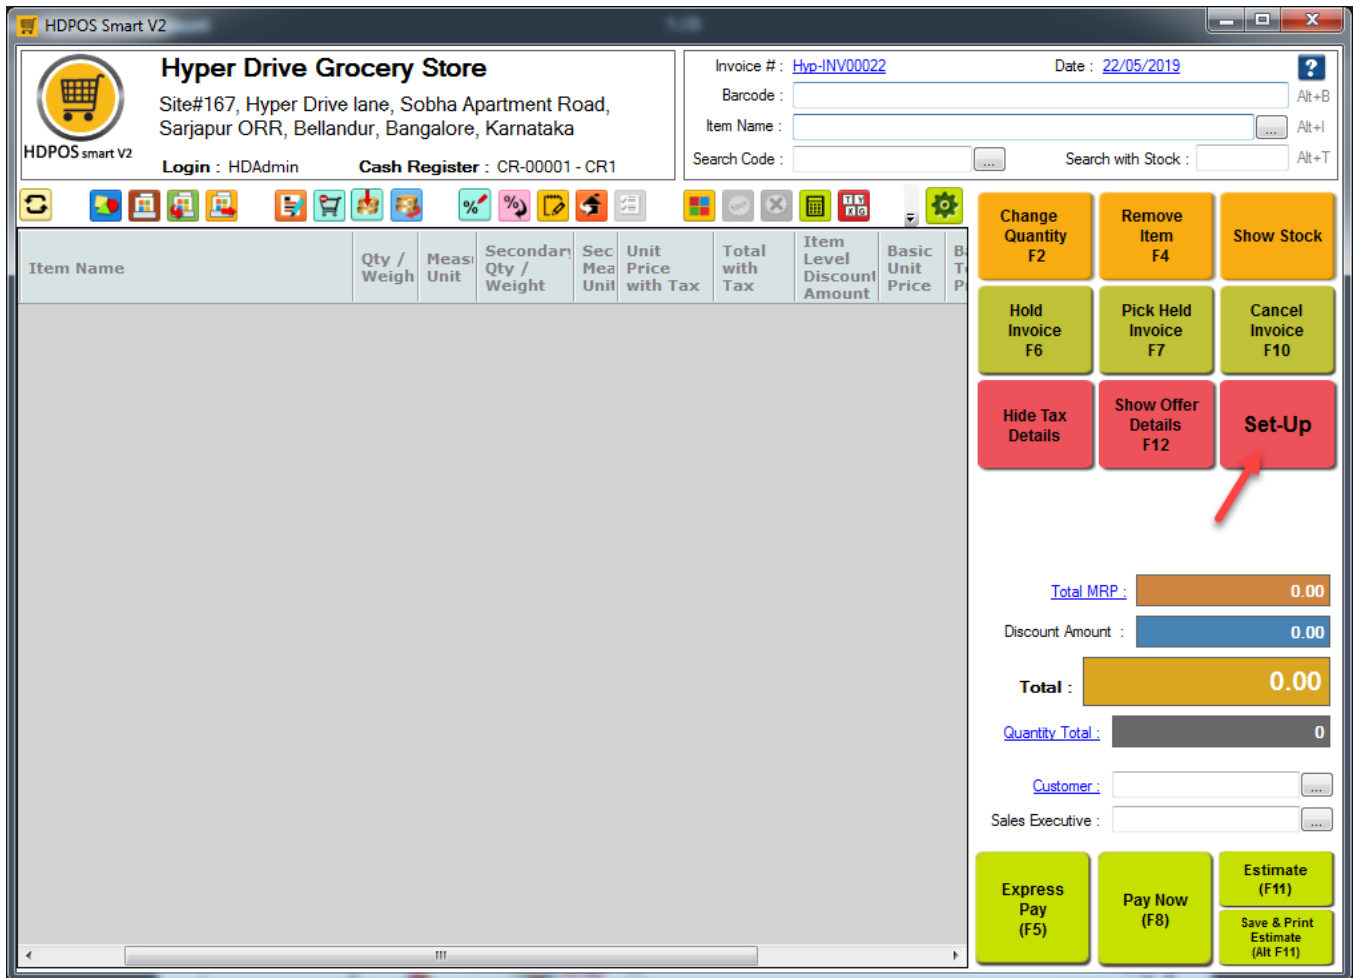 HDPOS Smart V2
Hyper Drive Grocery Store
Site#167, Hyper Drive lane, Sobha Apartment Road,
Sarjapur ORR, Bellandur, Bangalore, Karnataka
HDPOS smart V2
Login : HDAdmin Cash Register : CR-00001 - CR1
Invoice # : Hyp-INV00022 Date : 22/05/2019 ?
Barcode : Alt+B
Item Name : ... Alt+I
Search Code : ... Search with Stock : Alt+T
Item Name
Qty /
Weigh
Unit
Secondary
Qty /
Weight
Sec
Mea
Unit
Unit
Price
with Tax
Total
with
Tax
Item
Level
Discount
Amount
Basic
Unit
Price
Change
Quantity
F2
Remove
Item
F4
Show Stock
Hold
Invoice
F6
Pick Held
Invoice
F7
Cancel
Invoice
F10
Hide Tax
Details
Show Offer
Details
F12
Set-Up
Total MRP : 0.00
Discount Amount : 0.00
Total : 0.00
Quantity Total : 0
Customer : ...
Sales Executive : ...
Express
Pay
(F5)
Pay Now
(F8)
Estimate
(F11)
Save & Print
Estimate
(Alt F11)